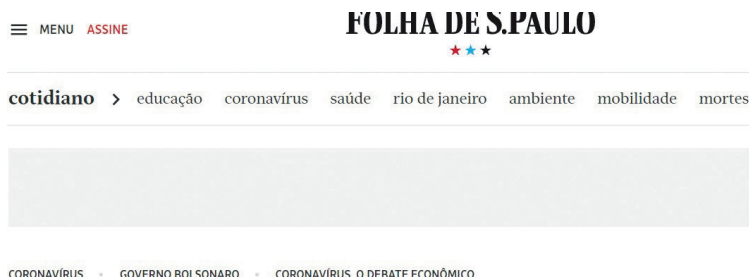 MENU ASSINE
FOLHA DE S.PAULO
cotidiano > educação coronavírus saúde rio de janeiro ambiente mobilidade mortes
CORONAVÍRUS • GOVERNO BOLSONARO • CORONAVÍRUS, O DEBATE ECONÔMICO